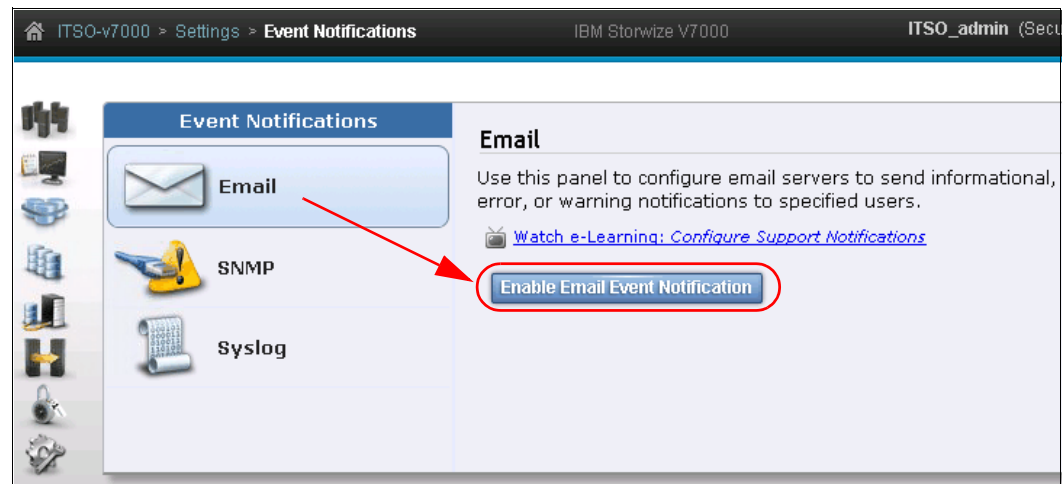 ITSO-v7000 > Settings > Event Notifications
IBM Storwize V7000
ITSO_admin (Secu
Event Notifications
Email
SNMP
Syslog
Email
Use this panel to configure email servers to send informational,
error, or warning notifications to specified users.
Watch e-Learning: Configure Support Notifications
Enable Email Event Notification